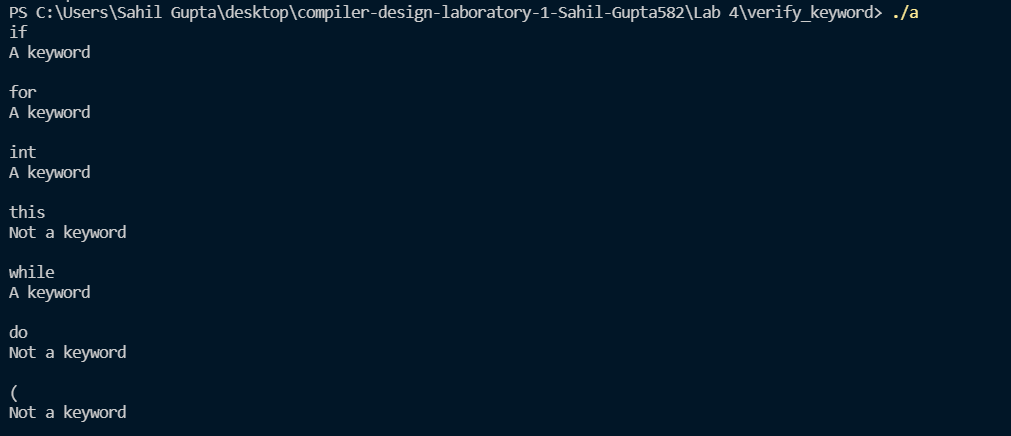 PS C:\Users\Sahil Gupta\desktop\compiler-design-laboratory-1-Sahil-Gupta582\Lab 4\verify_keyword> ./a
if
A keyword
for
A keyword
int
A keyword
this
Not a keyword
while
A keyword
do
Not a keyword
(
Not a keyword